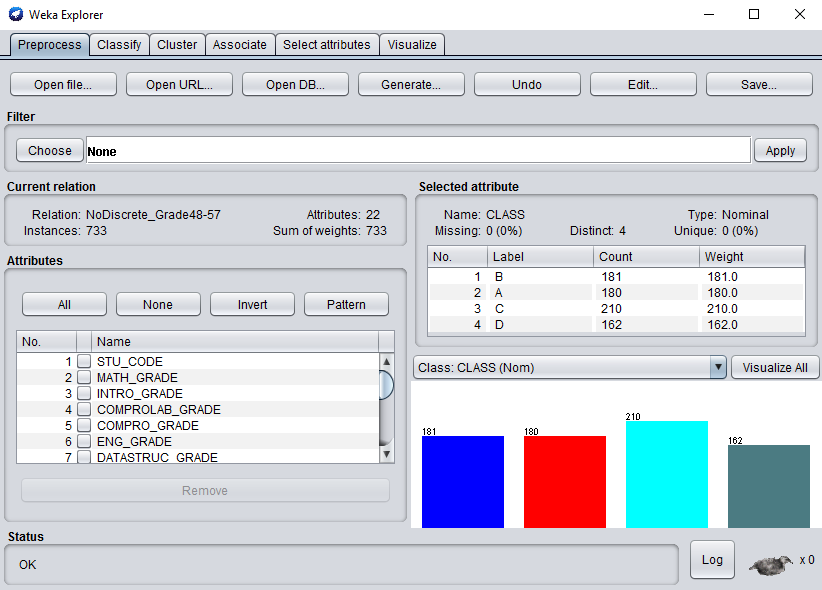 Weka Explorer
Preprocess Classify Cluster Associate Select attributes Visualize
Open file... Open URL... Open DB... Generate... Undo Edit... Save...
Filter
Choose None Apply
Current relation
Relation: NoDiscrete_Grade48-57 Attributes: 22
Instances: 733 Sum of weights: 733
Attributes
All None Invert Pattern
No. Name
1 STU_CODE
2 MATH_GRADE
3 INTRO_GRADE
4 COMPROLAB_GRADE
5 COMPRO_GRADE
6 ENG_GRADE
7 DATASTRUC_GRADE
Remove
Selected attribute
Name: CLASS Type: Nominal
Missing: 0 (0%) Distinct: 4 Unique: 0 (0%)
No. Label Count Weight
1 B 181 181.0
2 A 180 180.0
3 C 210 210.0
4 D 162 162.0
Class: CLASS (Nom) Visualize All
181 180 210 162
Status
OK Log x 0